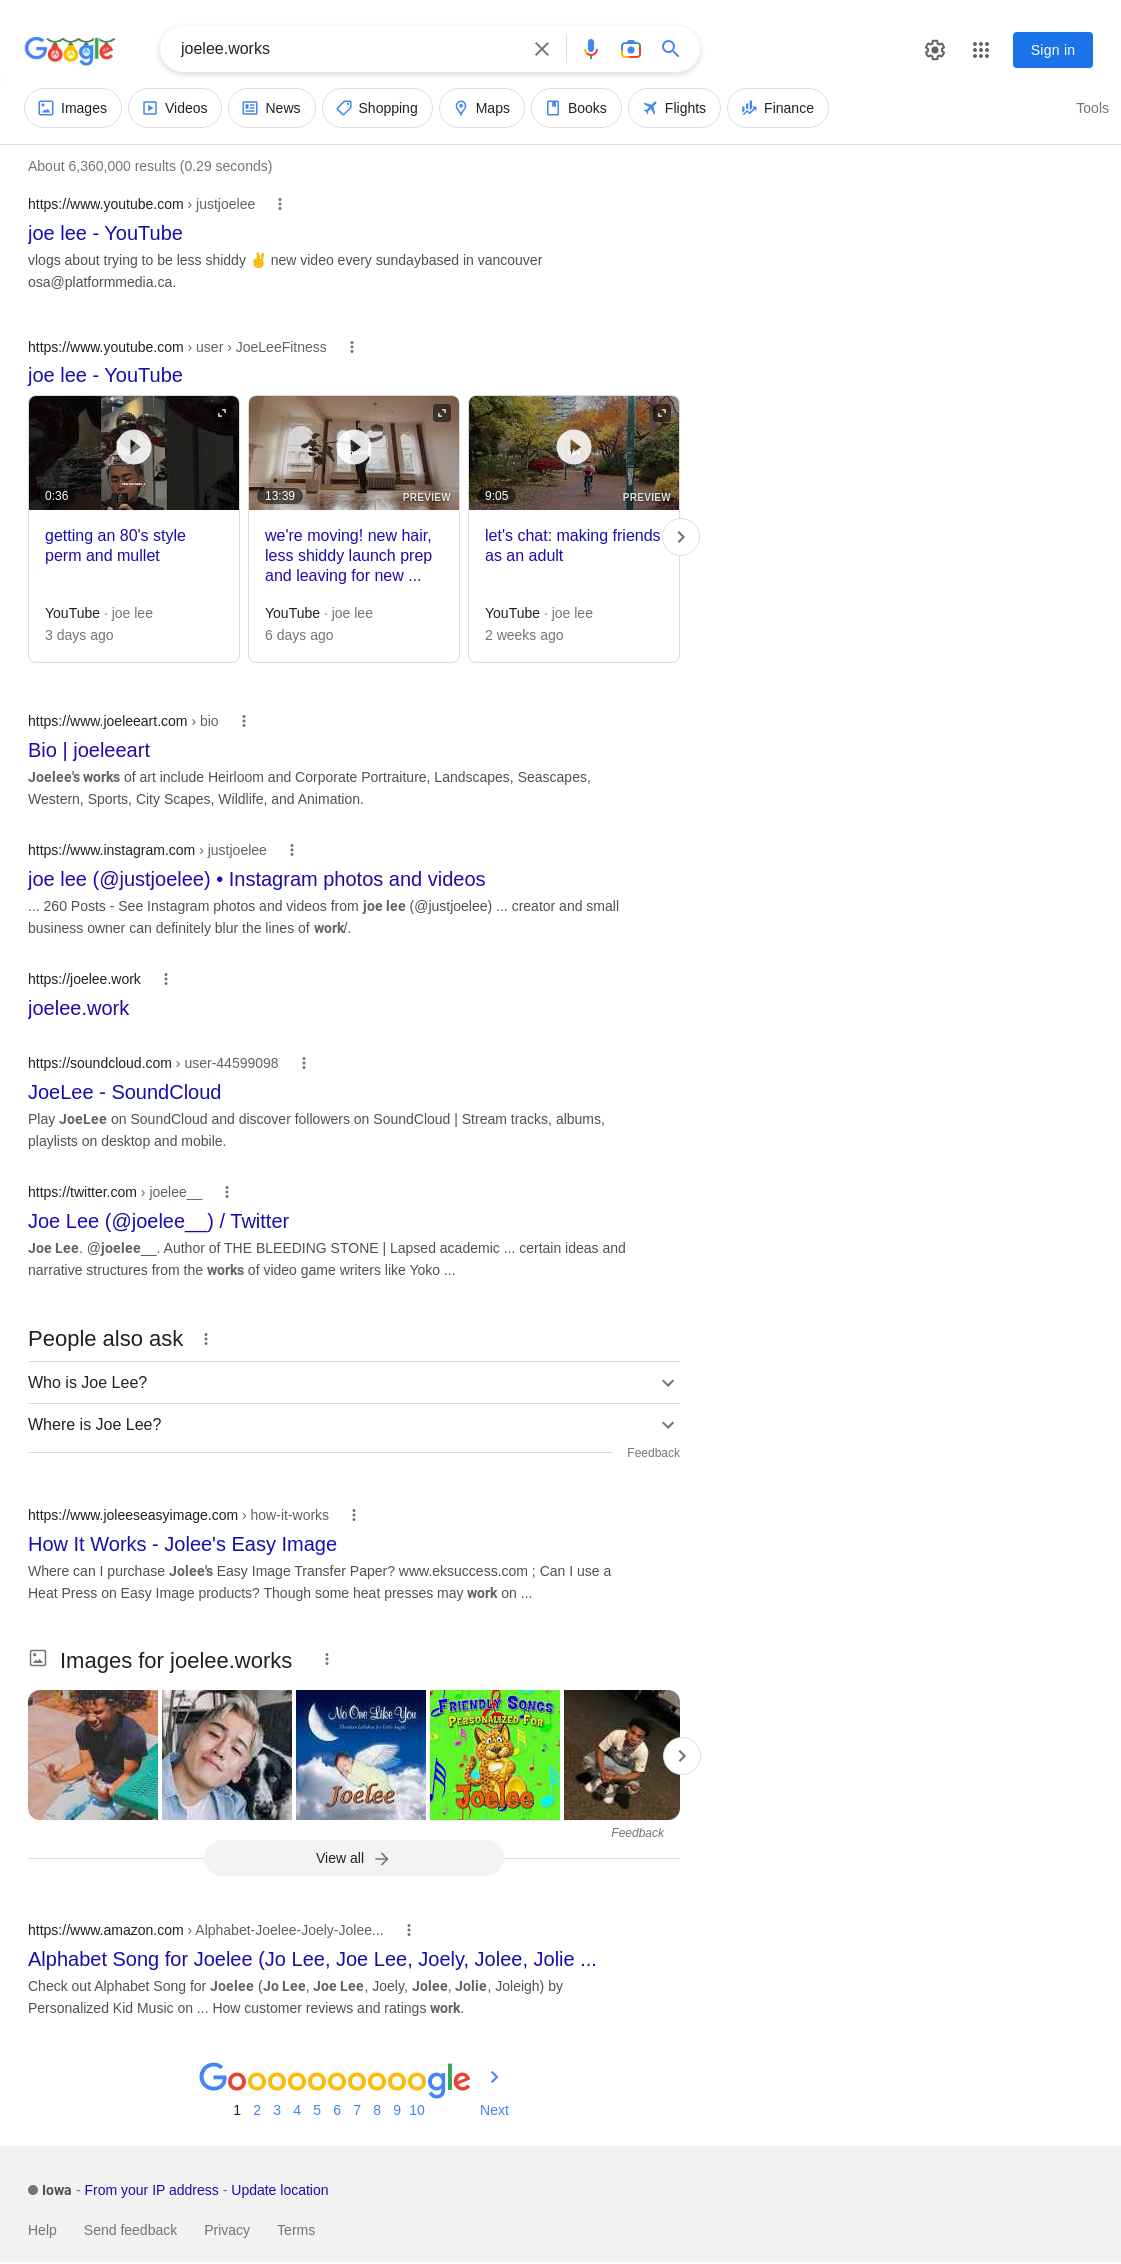 Google
joelee.works
Sign in
Images
Videos
News
Shopping
Maps
Books
Flights
Finance
Tools
About 6,360,000 results (0.29 seconds)
https://www.youtube.com › justjoelee
joe lee - YouTube
vlogs about trying to be less shiddy ✌️ new video every sundaybased in vancouver
osa@platformmedia.ca.
https://www.youtube.com › user › JoeLeeFitness
joe lee - YouTube
0:36
13:39
PREVIEW
9:05
PREVIEW
getting an 80's style
perm and mullet
YouTube · joe lee
3 days ago
we're moving! new hair,
less shiddy launch prep
and leaving for new ...
YouTube · joe lee
6 days ago
let's chat: making friends
as an adult
YouTube · joe lee
2 weeks ago
https://www.joeleeart.com › bio
Bio | joeleeart
Joelee's works of art include Heirloom and Corporate Portraiture, Landscapes, Seascapes,
Western, Sports, City Scapes, Wildlife, and Animation.
https://www.instagram.com › justjoelee
joe lee (@justjoelee) • Instagram photos and videos
... 260 Posts - See Instagram photos and videos from joe lee (@justjoelee) ... creator and small
business owner can definitely blur the lines of work/.
https://joelee.work
joelee.work
https://soundcloud.com › user-44599098
JoeLee - SoundCloud
Play JoeLee on SoundCloud and discover followers on SoundCloud | Stream tracks, albums,
playlists on desktop and mobile.
https://twitter.com › joelee__
Joe Lee (@joelee__) / Twitter
Joe Lee. @joelee__. Author of THE BLEEDING STONE | Lapsed academic ... certain ideas and
narrative structures from the works of video game writers like Yoko ...
People also ask
Who is Joe Lee?
Where is Joe Lee?
Feedback
https://www.joleeseasyimage.com › how-it-works
How It Works - Jolee's Easy Image
Where can I purchase Jolee's Easy Image Transfer Paper? www.eksuccess.com ; Can I use a
Heat Press on Easy Image products? Though some heat presses may work on ...
Images for joelee.works
No One Like You
Christian Lullabies for Little Angels
Joelee
FRIENDLY SONGS
PERSONALIZED FOR
Joelee
Feedback
View all
https://www.amazon.com › Alphabet-Joelee-Joely-Jolee...
Alphabet Song for Joelee (Jo Lee, Joe Lee, Joely, Jolee, Jolie ...
Check out Alphabet Song for Joelee (Jo Lee, Joe Lee, Joely, Jolee, Jolie, Joleigh) by
Personalized Kid Music on ... How customer reviews and ratings work.
Goooooooooogle
1 2 3 4 5 6 7 8 9 10 Next
Iowa - From your IP address - Update location
Help Send feedback Privacy Terms